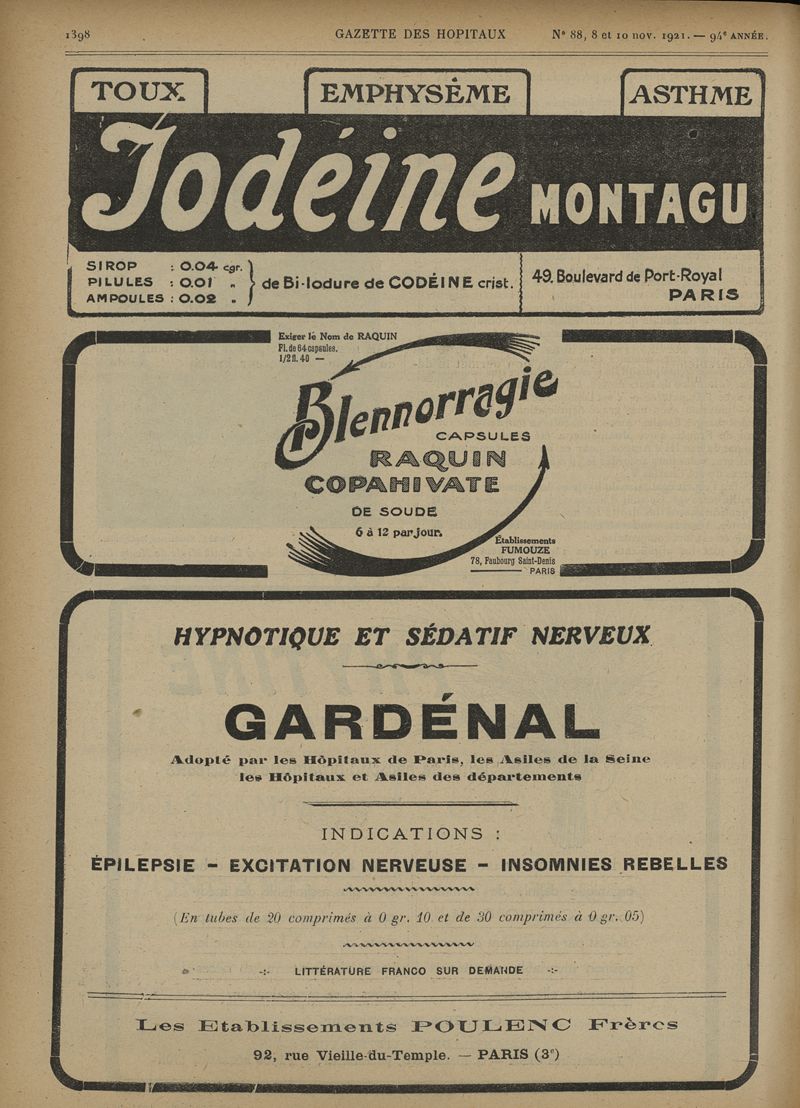 1398 GAZETTE DES HOPITAUX N° 88, 8 et 10 nov. 1921. — 94e ANNÉE.
TOUX EMPHYSÈME ASTHME
Iodéine MONTAGU
SIROP : 0.04 cgr.
PILULES : 0.01 "
AMPOULES : 0.02 "
de Bi-Iodure de CODÉINE crist.
49, Boulevard de Port-Royal
PARIS
Exiger le Nom de RAQUIN
Fl. de 64 capsules.
1/2 fl. 40 —
Blennorragie
CAPSULES
RAQUIN
COPAHIVATE
DE SOUDE
6 à 12 par jour.
Établissements
FUMOUZE
78, Faubourg Saint-Denis
PARIS
HYPNOTIQUE ET SÉDATIF NERVEUX
GARDÉNAL
Adopté par les Hôpitaux de Paris, les Asiles de la Seine
les Hôpitaux et Asiles des départements
INDICATIONS :
ÉPILEPSIE - EXCITATION NERVEUSE - INSOMNIES REBELLES
(En tubes de 20 comprimés à 0 gr. 10 et de 30 comprimés à 0 gr. 05)
-:- LITTÉRATURE FRANCO SUR DEMANDE -:-
Les Etablissements POULENC Frères
92, rue Vieille-du-Temple. — PARIS (3e)